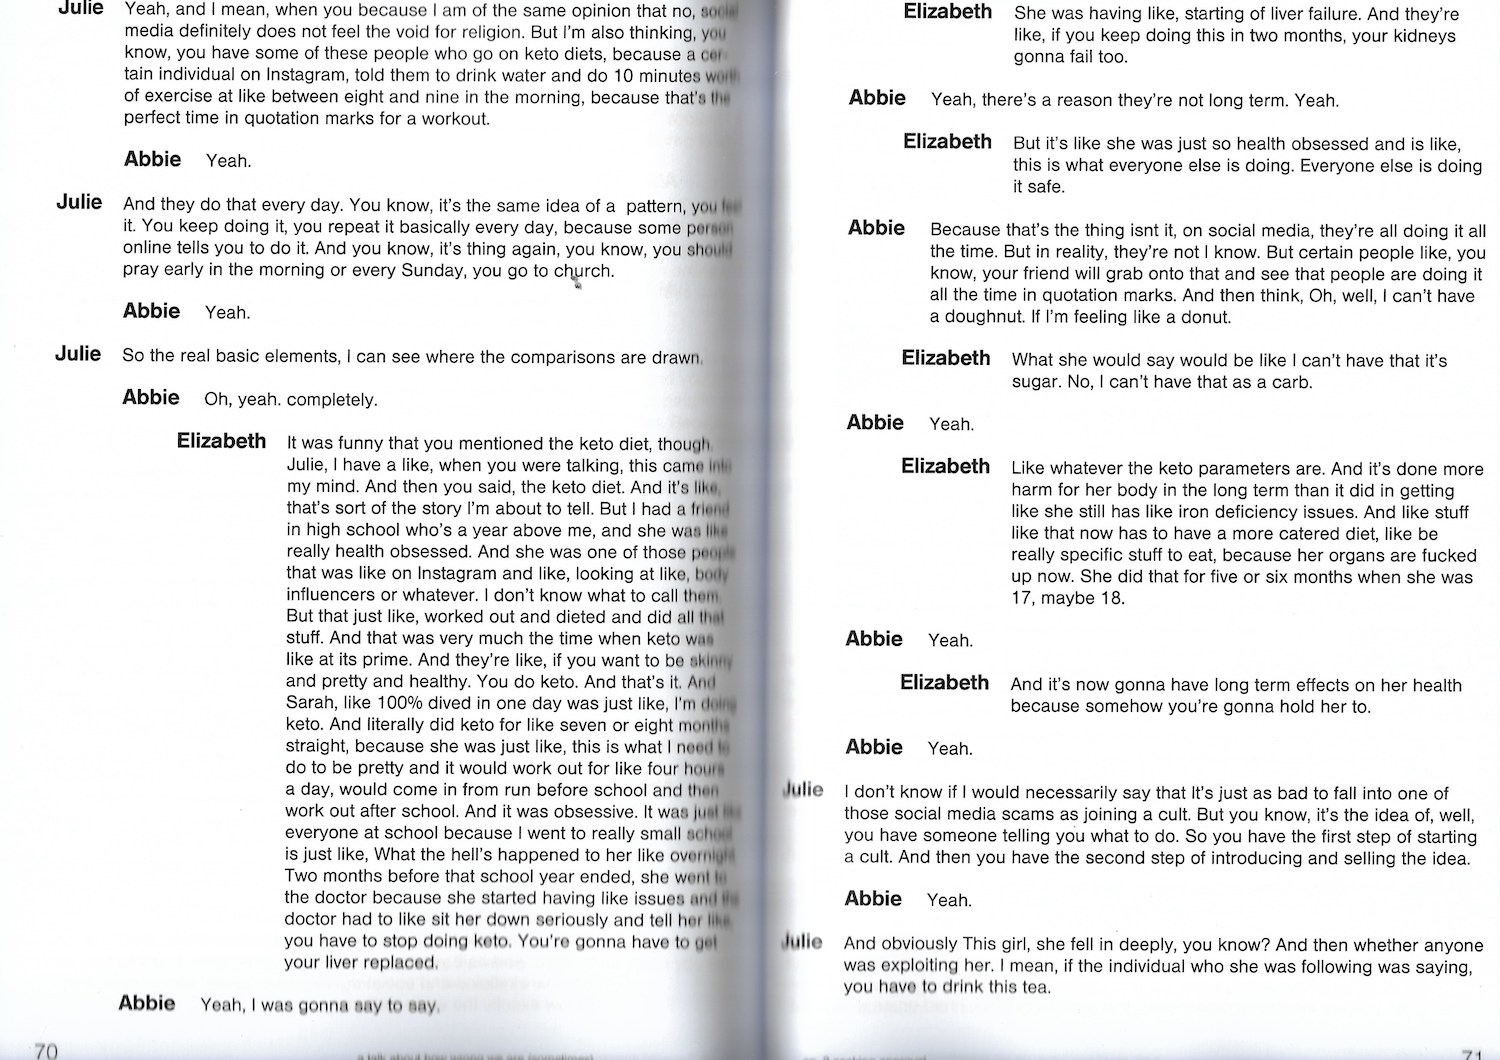 Julie Yeah, and I mean, when you because I am of the same opinion that no, social
media definitely does not feel the void for religion. But I'm also thinking, you
know, you have some of these people who go on keto diets, because a cer-
tain individual on Instagram, told them to drink water and do 10 minutes worth
of exercise at like between eight and nine in the morning, because that's the
perfect time in quotation marks for a workout.
Abbie Yeah.
Julie And they do that every day. You know, it's the same idea of a pattern, you feel
it. You keep doing it, you repeat it basically every day, because some person
online tells you to do it. And you know, it's thing again, you know, you should
pray early in the morning or every Sunday, you go to church.
Abbie Yeah.
Julie So the real basic elements, I can see where the comparisons are drawn.
Abbie Oh, yeah. completely.
Elizabeth It was funny that you mentioned the keto diet, though
Julie, I have a like, when you were talking, this came into
my mind. And then you said, the keto diet. And it's like,
that's sort of the story I'm about to tell. But I had a friend
in high school who's a year above me, and she was like
really health obsessed. And she was one of those people
that was like on Instagram and like, looking at like, body
influencers or whatever. I don't know what to call them.
But that just like, worked out and dieted and did all that
stuff. And that was very much the time when keto was
like at its prime. And they're like, if you want to be skinny
and pretty and healthy. You do keto. And that's it. And
Sarah, like 100% dived in one day was just like, I'm doing
keto. And literally did keto for like seven or eight months
straight, because she was just like, this is what I need to
do to be pretty and it would work out for like four hours
a day, would come in from run before school and then
work out after school. And it was obsessive. It was just like
everyone at school because I went to really small school
is just like, What the hell's happened to her like overnight
Two months before that school year ended, she went to
the doctor because she started having like issues and the
doctor had to like sit her down seriously and tell her like,
you have to stop doing keto. You're gonna have to get
your liver replaced.
Abbie Yeah, I was gonna say to say.
70
Elizabeth She was having like, starting of liver failure. And they're
like, if you keep doing this in two months, your kidneys
gonna fail too.
Abbie Yeah, there's a reason they're not long term. Yeah.
Elizabeth But it's like she was just so health obsessed and is like,
this is what everyone else is doing. Everyone else is doing
it safe.
Abbie Because that's the thing isnt it, on social media, they're all doing it all
the time. But in reality, they're not I know. But certain people like, you
know, your friend will grab onto that and see that people are doing it
all the time in quotation marks. And then think, Oh, well, I can't have
a doughnut. If I'm feeling like a donut.
Elizabeth What she would say would be like I can't have that it's
sugar. No, I can't have that as a carb.
Abbie Yeah.
Elizabeth Like whatever the keto parameters are. And it's done more
harm for her body in the long term than it did in getting
like she still has like iron deficiency issues. And like stuff
like that now has to have a more catered diet, like be
really specific stuff to eat, because her organs are fucked
up now. She did that for five or six months when she was
17, maybe 18.
Abbie Yeah.
Elizabeth And it's now gonna have long term effects on her health
because somehow you're gonna hold her to.
Abbie Yeah.
Julie I don't know if I would necessarily say that It's just as bad to fall into one of
those social media scams as joining a cult. But you know, it's the idea of, well,
you have someone telling you what to do. So you have the first step of starting
a cult. And then you have the second step of introducing and selling the idea.
Abbie Yeah.
Julie And obviously This girl, she fell in deeply, you know? And then whether anyone
was exploiting her. I mean, if the individual who she was following was saying,
you have to drink this tea.
71